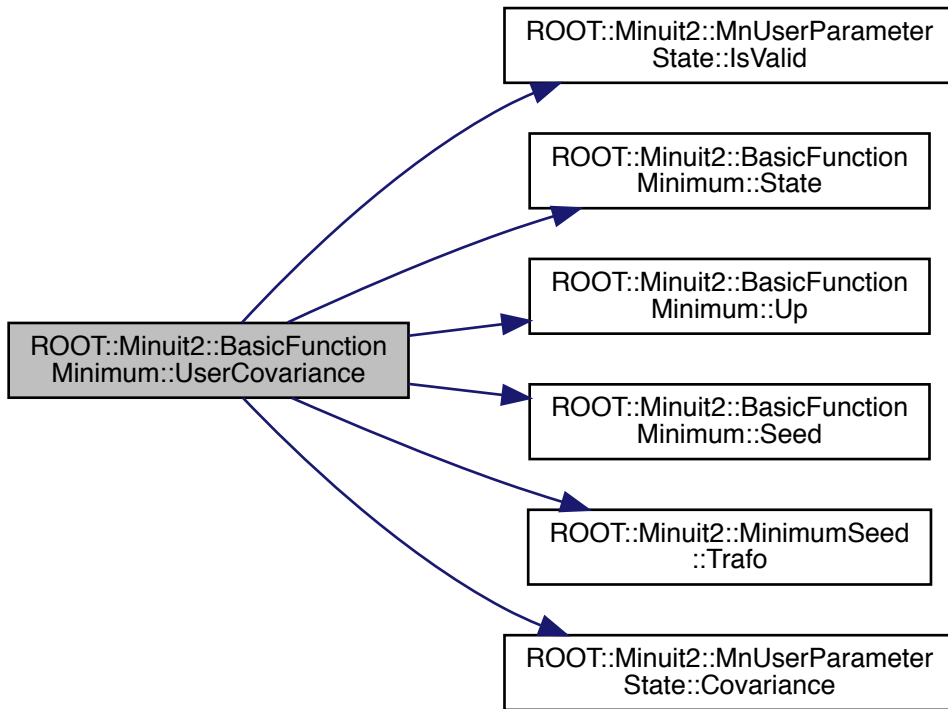 ROOT::Minuit2::MnUserParameter
State::IsValid
ROOT::Minuit2::BasicFunction
Minimum::State
ROOT::Minuit2::BasicFunction
Minimum::Up
ROOT::Minuit2::BasicFunction
Minimum::UserCovariance
ROOT::Minuit2::BasicFunction
Minimum::Seed
ROOT::Minuit2::MinimumSeed
::Trafo
ROOT::Minuit2::MnUserParameter
State::Covariance